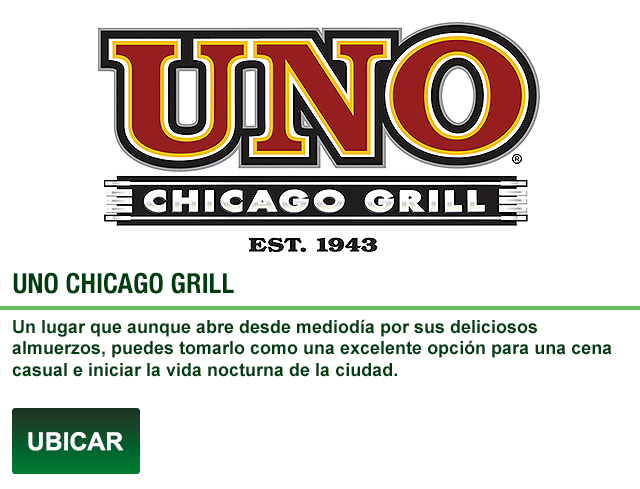 UNO
®
CHICAGO GRILL
EST. 1943
UNO CHICAGO GRILL
Un lugar que aunque abre desde mediodía por sus deliciosos
almuerzos, puedes tomarlo como una excelente opción para una cena
casual e iniciar la vida nocturna de la ciudad.
UBICAR